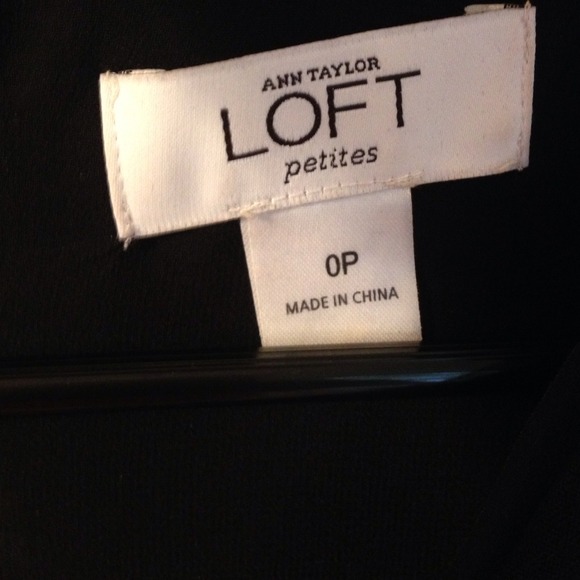 ANN TAYLOR
LOFT
petites
0P
MADE IN CHINA